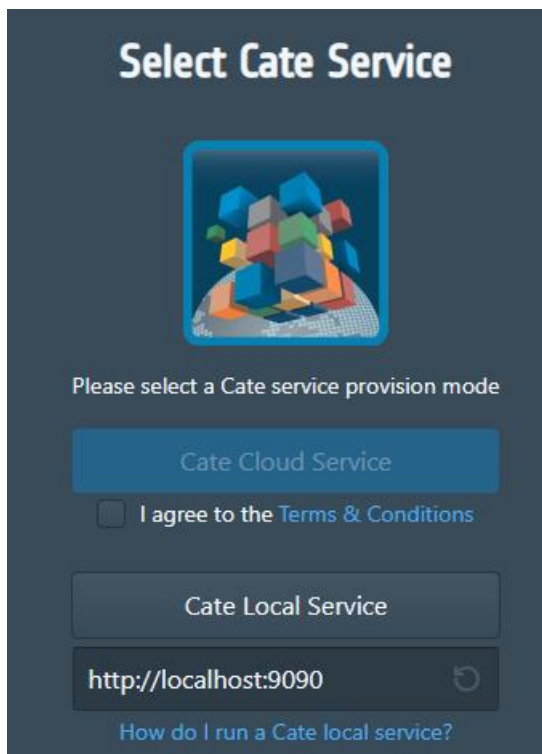 Select Cate Service
Please select a Cate service provision mode
Cate Cloud Service
I agree to the Terms & Conditions
Cate Local Service
http://localhost:9090
How do I run a Cate local service?